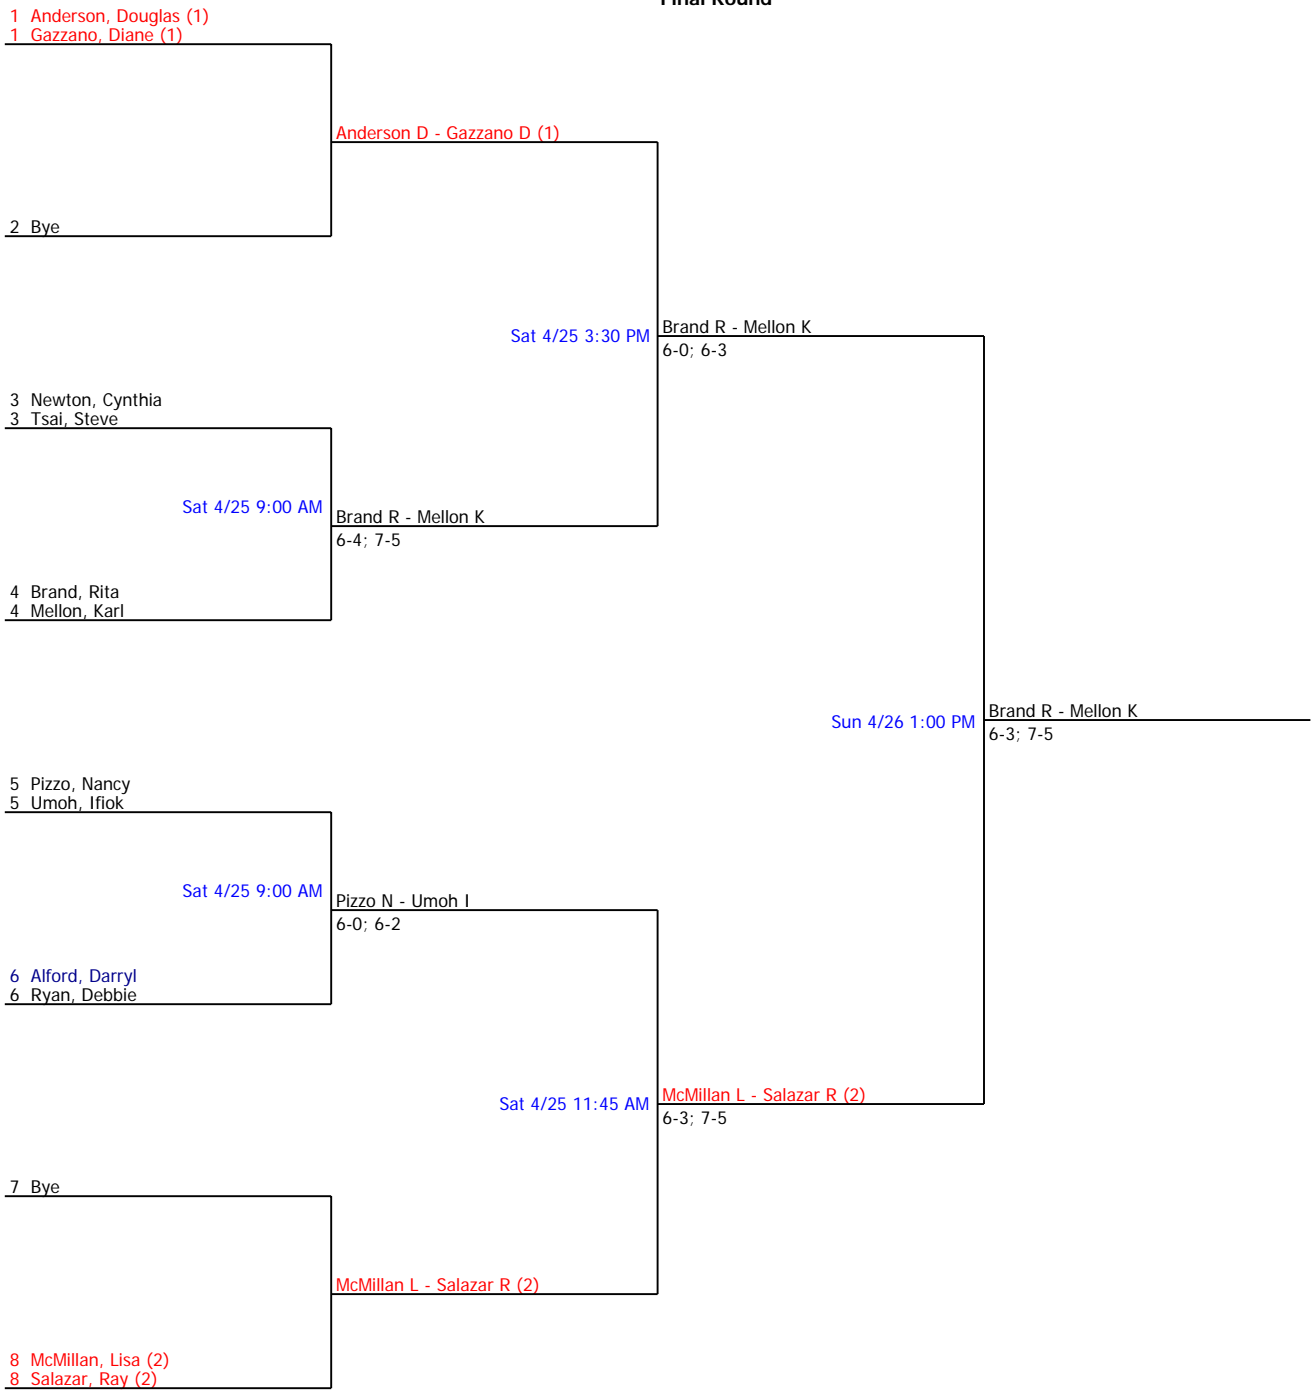 Final Round
1 Anderson, Douglas (1)
1 Gazzano, Diane (1)
Anderson D - Gazzano D (1)
2 Bye
Sat 4/25 3:30 PM
Brand R - Mellon K
6-0; 6-3
3 Newton, Cynthia
3 Tsai, Steve
Sat 4/25 9:00 AM
Brand R - Mellon K
6-4; 7-5
4 Brand, Rita
4 Mellon, Karl
Sun 4/26 1:00 PM
Brand R - Mellon K
6-3; 7-5
5 Pizzo, Nancy
5 Umoh, Ifiok
Sat 4/25 9:00 AM
Pizzo N - Umoh I
6-0; 6-2
6 Alford, Darryl
6 Ryan, Debbie
Sat 4/25 11:45 AM
McMillan L - Salazar R (2)
6-3; 7-5
7 Bye
McMillan L - Salazar R (2)
8 McMillan, Lisa (2)
8 Salazar, Ray (2)